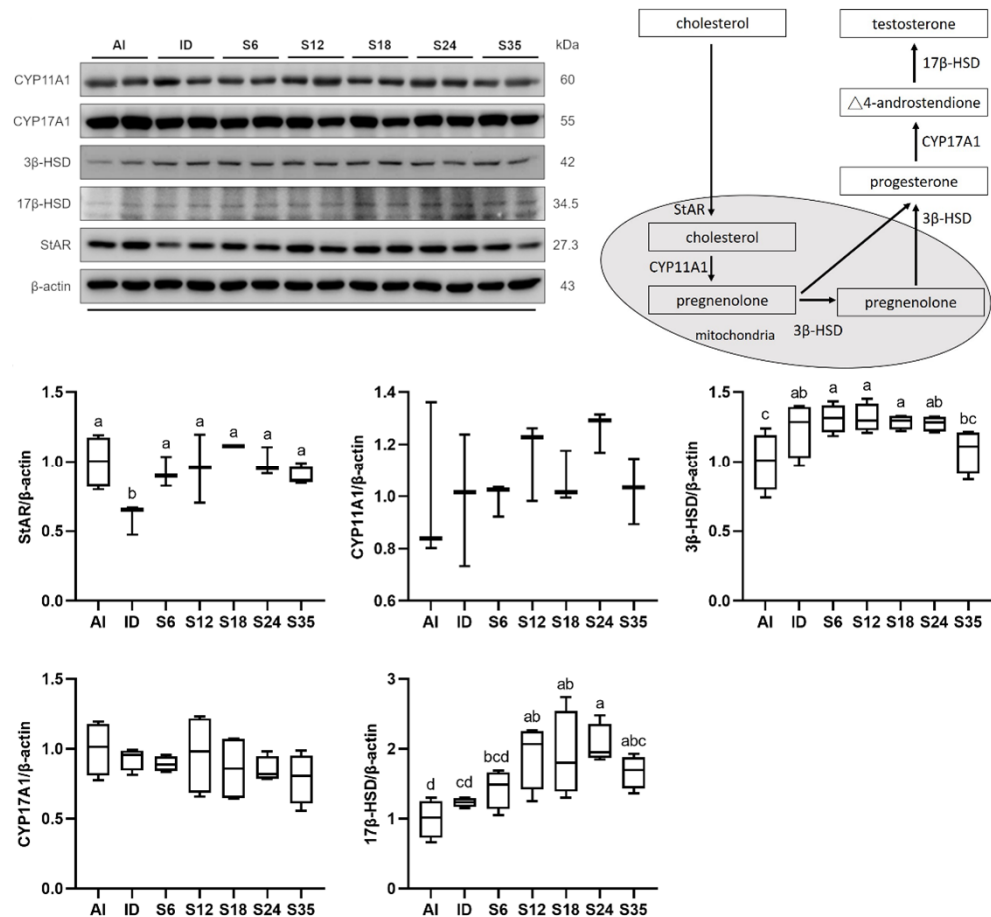 AI ID S6 S12 S18 S24 S35 kDa
CYP11A1 60
CYP17A1 55
3β-HSD 42
17β-HSD 34.5
StAR 27.3
β-actin 43
cholesterol
StAR
cholesterol
CYP11A1
pregnenolone
3β-HSD
pregnenolone
mitochondria
3β-HSD
progesterone
CYP17A1
△4-androstendione
17β-HSD
testosterone
StAR/β-actin
1.5
1.0
0.5
0.0
a b a a a a a
AI ID S6 S12 S18 S24 S35
CYP11A1/β-actin
1.4
1.2
1.0
0.8
0.6
AI ID S6 S12 S18 S24 S35
3β-HSD/β-actin
1.5
1.0
0.5
0.0
c ab a a a ab bc
AI ID S6 S12 S18 S24 S35
CYP17A1/β-actin
1.5
1.0
0.5
0.0
AI ID S6 S12 S18 S24 S35
17β-HSD/β-actin
3
2
1
0
d cd bcd ab ab a abc
AI ID S6 S12 S18 S24 S35